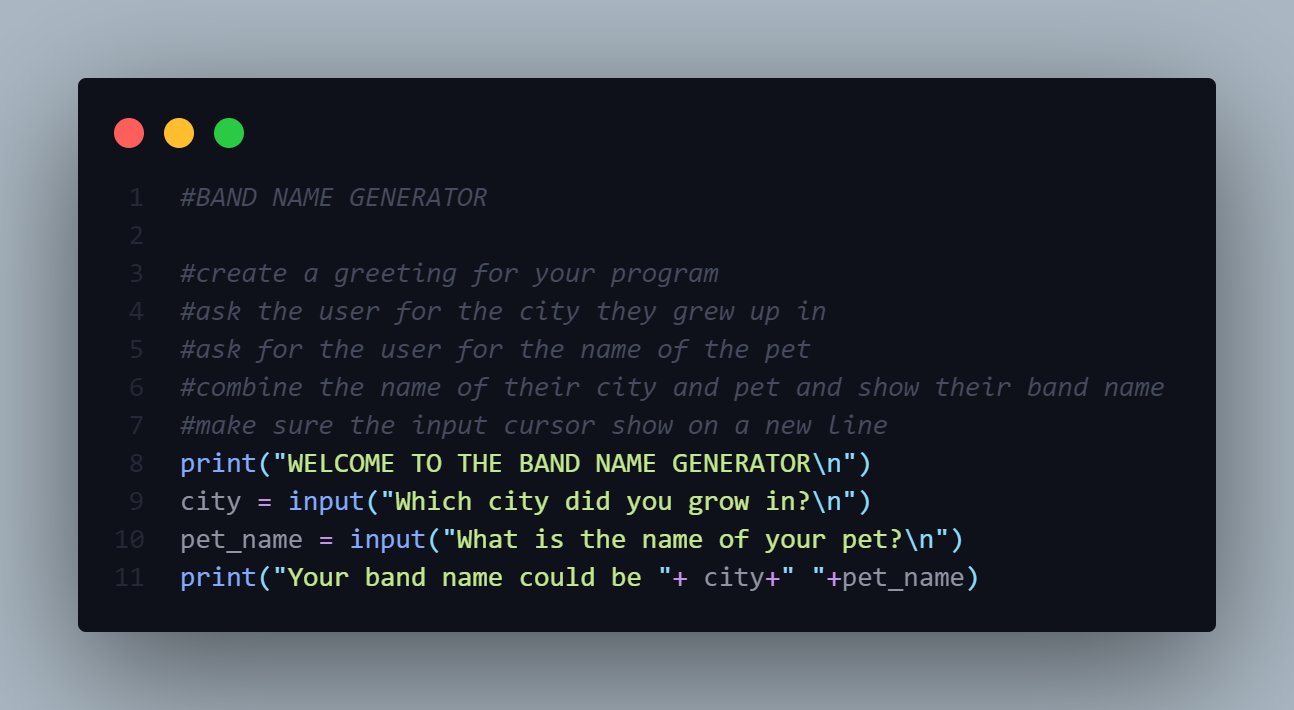 1 #BAND NAME GENERATOR
2
3 #create a greeting for your program
4 #ask the user for the city they grew up in
5 #ask for the user for the name of the pet
6 #combine the name of their city and pet and show their band name
7 #make sure the input cursor show on a new line
8 print("WELCOME TO THE BAND NAME GENERATOR\n")
9 city = input("Which city did you grow in?\n")
10 pet_name = input("What is the name of your pet?\n")
11 print("Your band name could be "+ city+" "+pet_name)